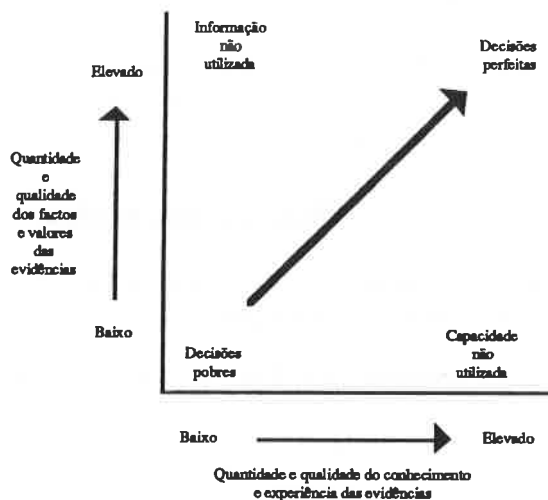 Informação
não
utilizada
Decisões
perfeitas
Elevado
Quantidade
e
qualidade
dos factos
e valores
das
evidências
Baixo
Decisões
pobres
Capacidade
não
utilizada
Baixo
Elevado
Quantidade e qualidade do conhecimento
e experiência das evidências